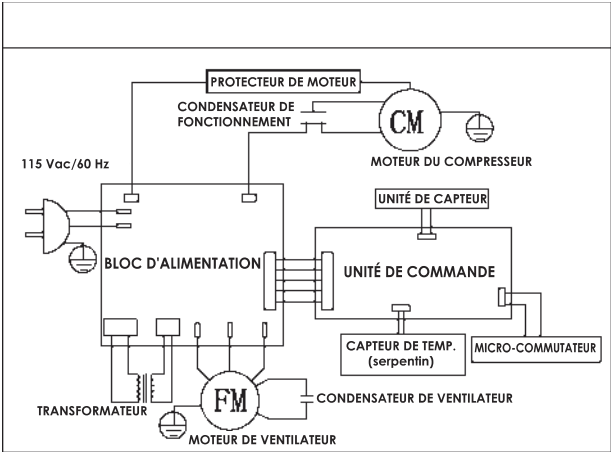 PROTECTEUR DE MOTEUR
CONDENSATEUR DE
FONCTIONNEMENT
CM
MOTEUR DU COMPRESSEUR
115 Vac/60 Hz
UNITÉ DE CAPTEUR
BLOC D'ALIMENTATION
UNITÉ DE COMMANDE
CAPTEUR DE TEMP.
(serpentin)
MICRO-COMMUTATEUR
TRANSFORMATEUR
FM
CONDENSATEUR DE VENTILATEUR
MOTEUR DE VENTILATEUR